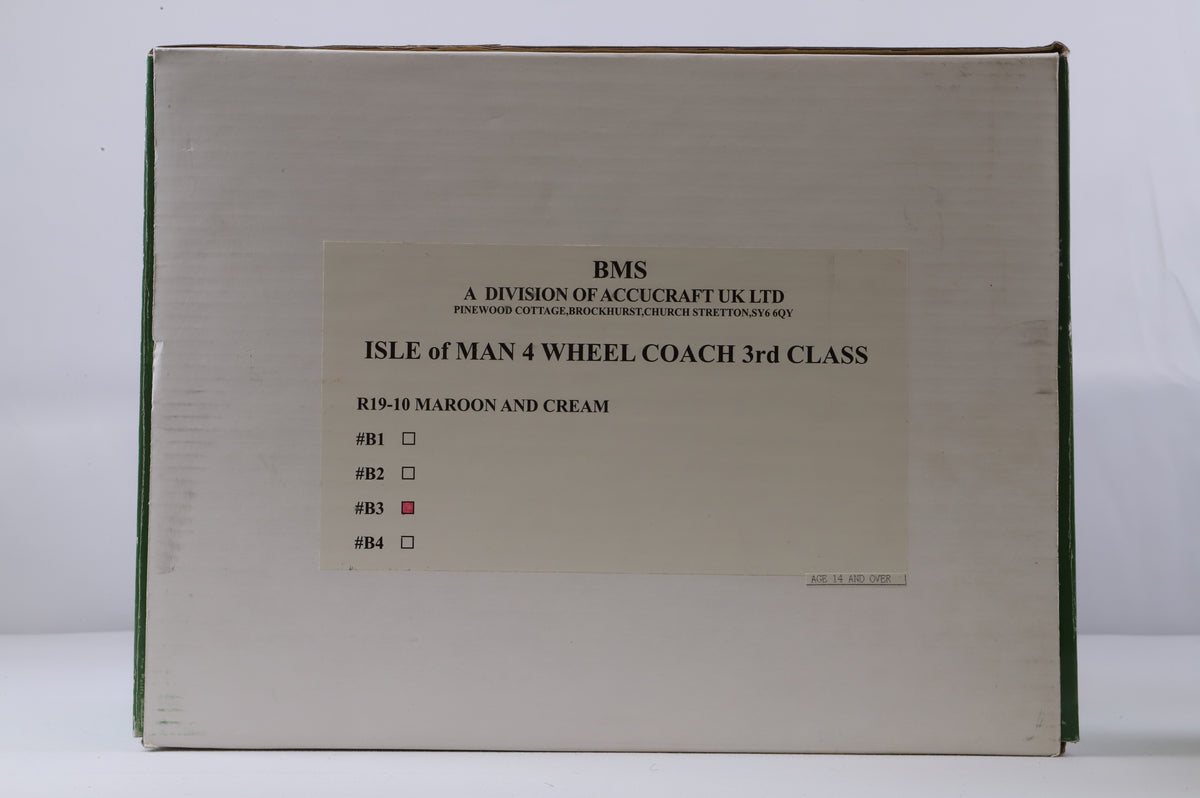 BMS
A DIVISION OF ACCUCRAFT UK LTD
PINEWOOD COTTAGE,BROCKHURST,CHURCH STRETTON,SY6 6QY
ISLE of MAN 4 WHEEL COACH 3rd CLASS
R19-10 MAROON AND CREAM
#B1
#B2
#B3
#B4
AGE 14 AND OVER